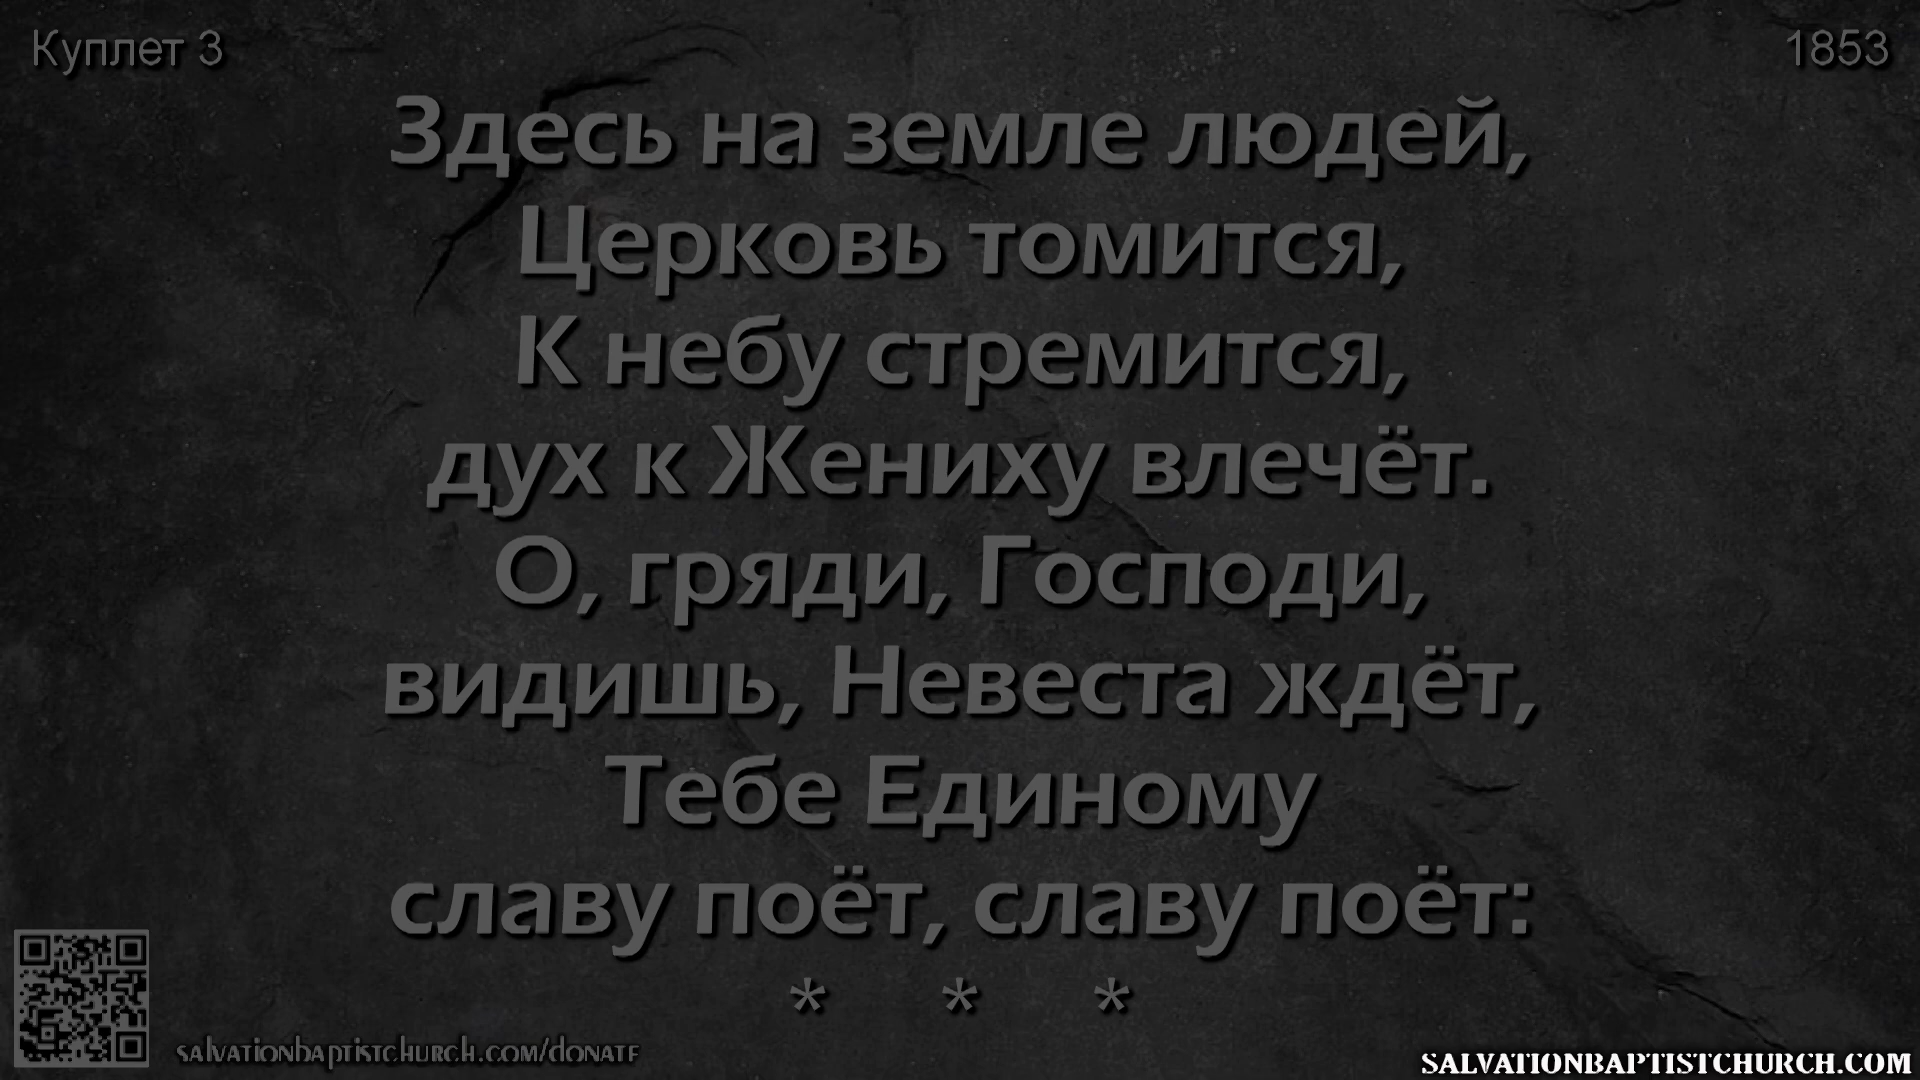 Куплет 3
1853
Здесь на земле людей,
Церковь томится,
К небу стремится,
дух к Жениху влечёт.
О, гряди, Господи,
видишь, Невеста ждёт,
Тебе Единому
славу поёт, славу поёт:
* * *
salvationbaptistchurch.com/donate
SALVATIONBAPTISTCHURCH.COM